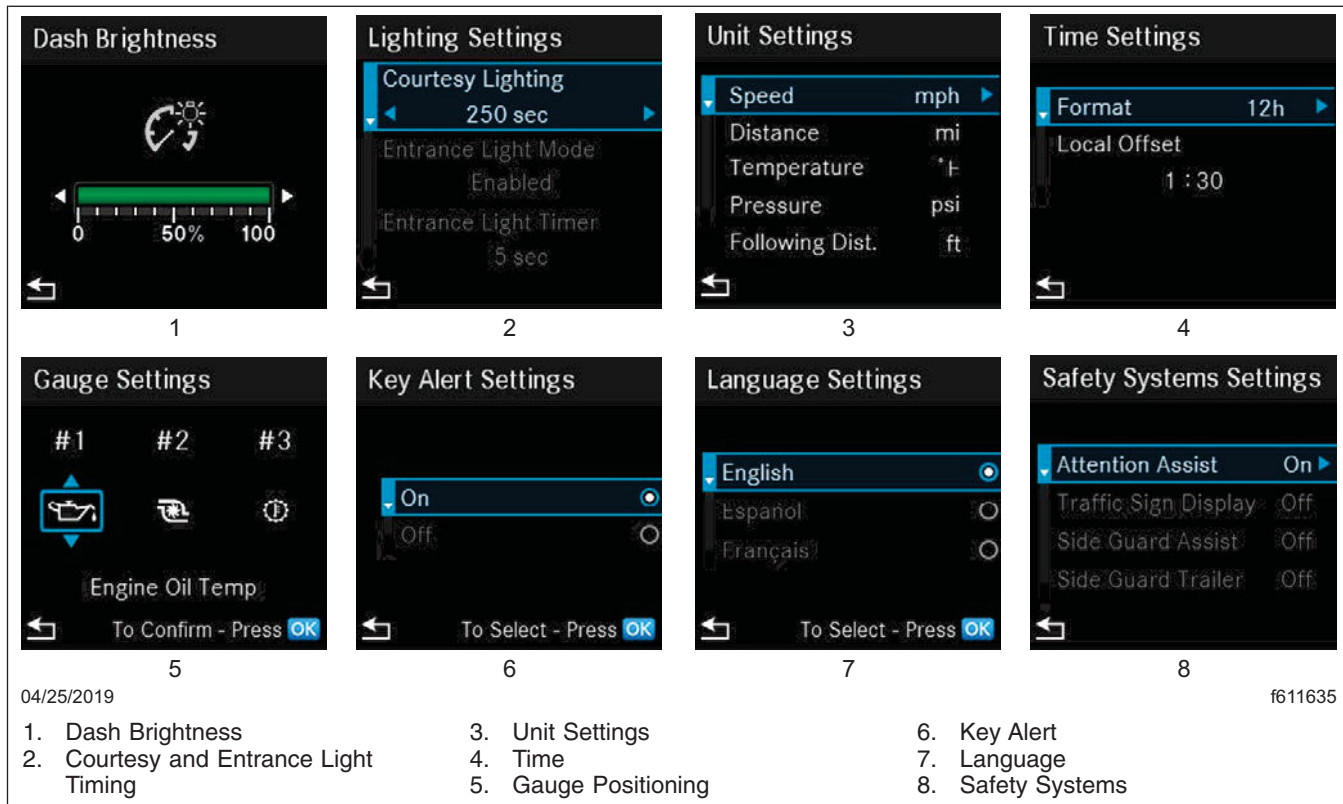 Dash Brightness
0 50% 100
1
Lighting Settings
Courtesy Lighting
250 sec
Entrance Light Mode
Enabled
Entrance Light Timer
5 sec
2
Unit Settings
Speed mph
Distance mi
Temperature °F
Pressure psi
Following Dist. ft
3
Time Settings
Format 12h
Local Offset
1:30
4
Gauge Settings
#1 #2 #3
Engine Oil Temp
To Confirm - Press OK
5
Key Alert Settings
On
Off
To Select - Press OK
6
Language Settings
English
Español
Français
To Select - Press OK
7
Safety Systems Settings
Attention Assist On
Traffic Sign Display Off
Side Guard Assist Off
Side Guard Trailer Off
8
04/25/2019
f611635
1. Dash Brightness
2. Courtesy and Entrance Light
Timing
3. Unit Settings
4. Time
5. Gauge Positioning
6. Key Alert
7. Language
8. Safety Systems